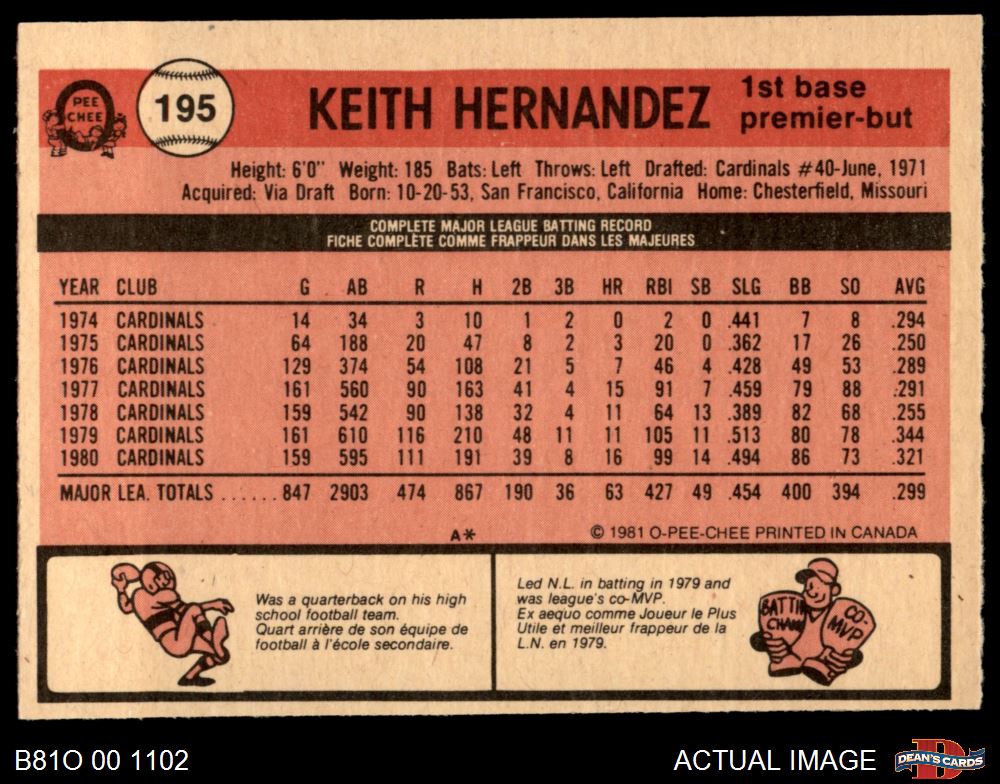 O PEE CHEE
195
KEITH HERNANDEZ
1st base
premier-but
Height: 6'0" Weight: 185 Bats: Left Throws: Left Drafted: Cardinals #40-June, 1971
Acquired: Via Draft Born: 10-20-53, San Francisco, California Home: Chesterfield, Missouri
COMPLETE MAJOR LEAGUE BATTING RECORD
FICHE COMPLÈTE COMME FRAPPEUR DANS LES MAJEURES
YEAR CLUB G AB R H 2B 3B HR RBI SB SLG BB SO AVG
1974 CARDINALS 14 34 3 10 1 2 0 2 0 .441 7 8 .294
1975 CARDINALS 64 188 20 47 8 2 3 20 0 .362 17 26 .250
1976 CARDINALS 129 374 54 108 21 5 7 46 4 .428 49 53 .289
1977 CARDINALS 161 560 90 163 41 4 15 91 7 .459 79 88 .291
1978 CARDINALS 159 542 90 138 32 4 11 64 13 .389 82 68 .255
1979 CARDINALS 161 610 116 210 48 11 11 105 11 .513 80 78 .344
1980 CARDINALS 159 595 111 191 39 8 16 99 14 .494 86 73 .321
MAJOR LEA. TOTALS ...... 847 2903 474 867 190 36 63 427 49 .454 400 394 .299
A* © 1981 O-PEE-CHEE PRINTED IN CANADA
Was a quarterback on his high
school football team.
Quart arrière de son équipe de
football à l'école secondaire.
Led N.L. in batting in 1979 and
was league's co-MVP.
Ex aequo comme Joueur le Plus
Utile et meilleur frappeur de la
L.N. en 1979.
BATTIN
CHAM
CO-
MVP
B81O 00 1102
ACTUAL IMAGE
DEAN'S CARDS